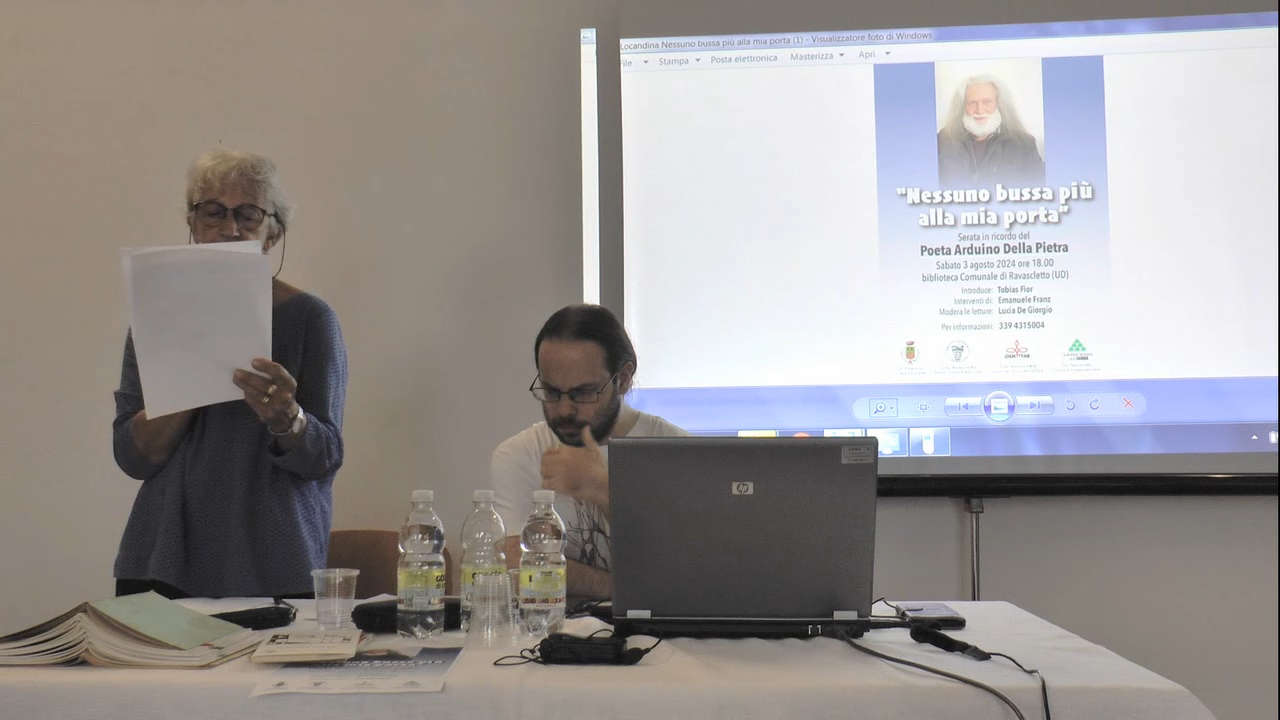 Locandina Nessuno bussa più alla mia porta (1) - Visualizzatore foto di Windows
File Stampa Posta elettronica Masterizza Apri
"Nessuno bussa più
alla mia porta"
Serata in ricordo del
Poeta Arduino Della Pietra
Sabato 3 agosto 2024 ore 18.00
biblioteca Comunale di Ravascletto (UD)
Introduce: Tobias Fior
Interventi di: Emanuele Franz
Modera le letture: Lucia De Giorgio
Per informazioni: 339 4315004
hp